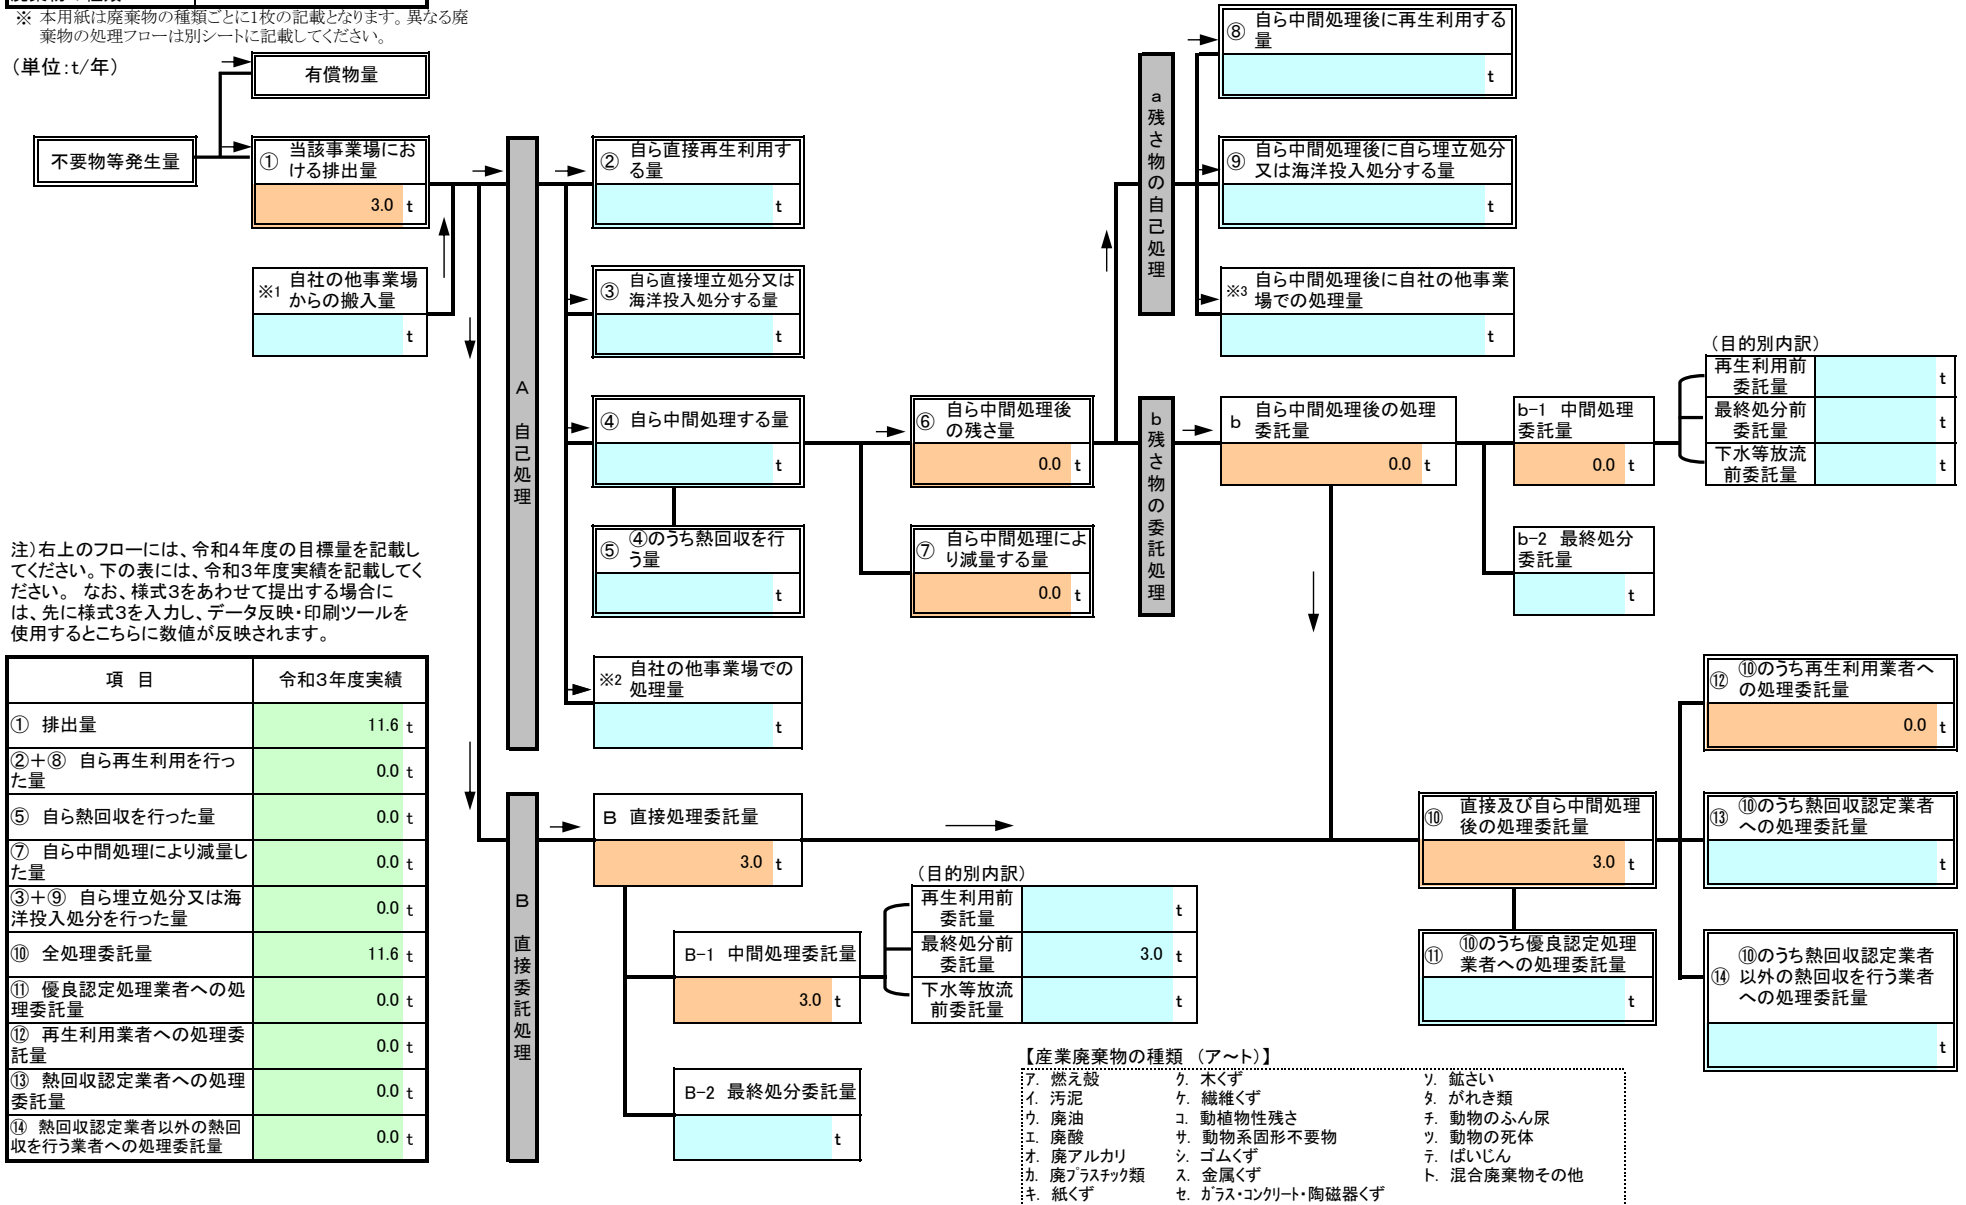 ※ 本用紙は廃棄物の種類ごとに1枚の記載となります。異なる廃
棄物の処理フローは別シートに記載してください。
（単位：t/年）
有償物量
不要物等発生量
① 当該事業場にお
ける排出量
3.0 t
※1 自社の他事業場
からの搬入量
t
A 自己処理
② 自ら直接再生利用す
る量
t
③ 自ら直接埋立処分又は
海洋投入処分する量
t
④ 自ら中間処理する量
t
⑤ ④のうち熱回収を行
う量
t
※2 自社の他事業場での
処理量
t
⑥ 自ら中間処理後
の残さ量
0.0 t
⑦ 自ら中間処理によ
り減量する量
0.0 t
a 残さ物の自己処理
⑧ 自ら中間処理後に再生利用する
量
t
⑨ 自ら中間処理後に自ら埋立処分
又は海洋投入処分する量
t
※3 自ら中間処理後に自社の他事業
場での処理量
t
b 残さ物の委託処理
b 自ら中間処理後の処理
委託量
0.0 t
b-1 中間処理
委託量
0.0 t
（目的別内訳）
再生利用前
委託量
t
最終処分前
委託量
t
下水等放流
前委託量
t
b-2 最終処分
委託量
t
注）右上のフローには、令和４年度の目標量を記載し
てください。下の表には、令和３年度実績を記載してく
ださい。 なお、様式３をあわせて提出する場合に
は、先に様式３を入力し、データ反映・印刷ツールを
使用するとこちらに数値が反映されます。
項 目 令和３年度実績
① 排出量 11.6 t
②＋⑧ 自ら再生利用を行っ
た量 0.0 t
⑤ 自ら熱回収を行った量 0.0 t
⑦ 自ら中間処理により減量し
た量 0.0 t
③＋⑨ 自ら埋立処分又は海
洋投入処分を行った量 0.0 t
⑩ 全処理委託量 11.6 t
⑪ 優良認定処理業者への処
理委託量 0.0 t
⑫ 再生利用業者への処理委
託量 0.0 t
⑬ 熱回収認定業者への処理
委託量 0.0 t
⑭ 熱回収認定業者以外の熱回
収を行う業者への処理委託量 0.0 t
B 直接委託処理
B 直接処理委託量
3.0 t
B-1 中間処理委託量
3.0 t
（目的別内訳）
再生利用前
委託量
t
最終処分前
委託量
3.0 t
下水等放流
前委託量
t
B-2 最終処分委託量
t
⑩ 直接及び自ら中間処理
後の処理委託量
3.0 t
⑪ ⑩のうち優良認定処理
業者への処理委託量
t
⑫ ⑩のうち再生利用業者へ
の処理委託量
0.0 t
⑬ ⑩のうち熱回収認定業者
への処理委託量
t
⑭ ⑩のうち熱回収認定業者
以外の熱回収を行う業者
への処理委託量
t
【産業廃棄物の種類 （ア～ト）】
ア. 燃え殻 ク. 木くず ソ. 鉱さい
イ. 汚泥 ケ. 繊維くず タ. がれき類
ウ. 廃油 コ. 動植物性残さ チ. 動物のふん尿
エ. 廃酸 サ. 動物系固形不要物 ツ. 動物の死体
オ. 廃アルカリ シ. ゴムくず テ. ばいじん
カ. 廃プラスチック類 ス. 金属くず ト. 混合廃棄物その他
キ. 紙くず セ. ガラス・コンクリート・陶磁器くず